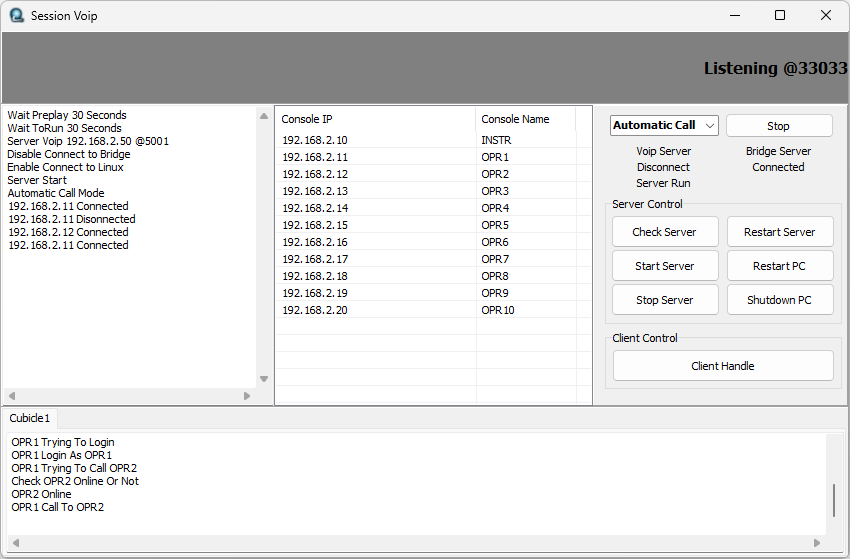 Session Voip
Listening @33033
Wait Preplay 30 Seconds
Wait ToRun 30 Seconds
Server Voip 192.168.2.50 @5001
Disable Connect to Bridge
Enable Connect to Linux
Server Start
Automatic Call Mode
192.168.2.11 Connected
192.168.2.11 Disonnected
192.168.2.12 Connected
192.168.2.11 Connected
Console IP Console Name
192.168.2.10 INSTR
192.168.2.11 OPR1
192.168.2.12 OPR2
192.168.2.13 OPR3
192.168.2.14 OPR4
192.168.2.15 OPR5
192.168.2.16 OPR6
192.168.2.17 OPR7
192.168.2.18 OPR8
192.168.2.19 OPR9
192.168.2.20 OPR10
Automatic Call Stop
Voip Server Bridge Server
Disconnect Connected
Server Run
Server Control
Check Server Restart Server
Start Server Restart PC
Stop Server Shutdown PC
Client Control
Client Handle
Cubicle1
OPR1 Trying To Login
OPR1 Login As OPR1
OPR1 Trying To Call OPR2
Check OPR2 Online Or Not
OPR2 Online
OPR1 Call To OPR2